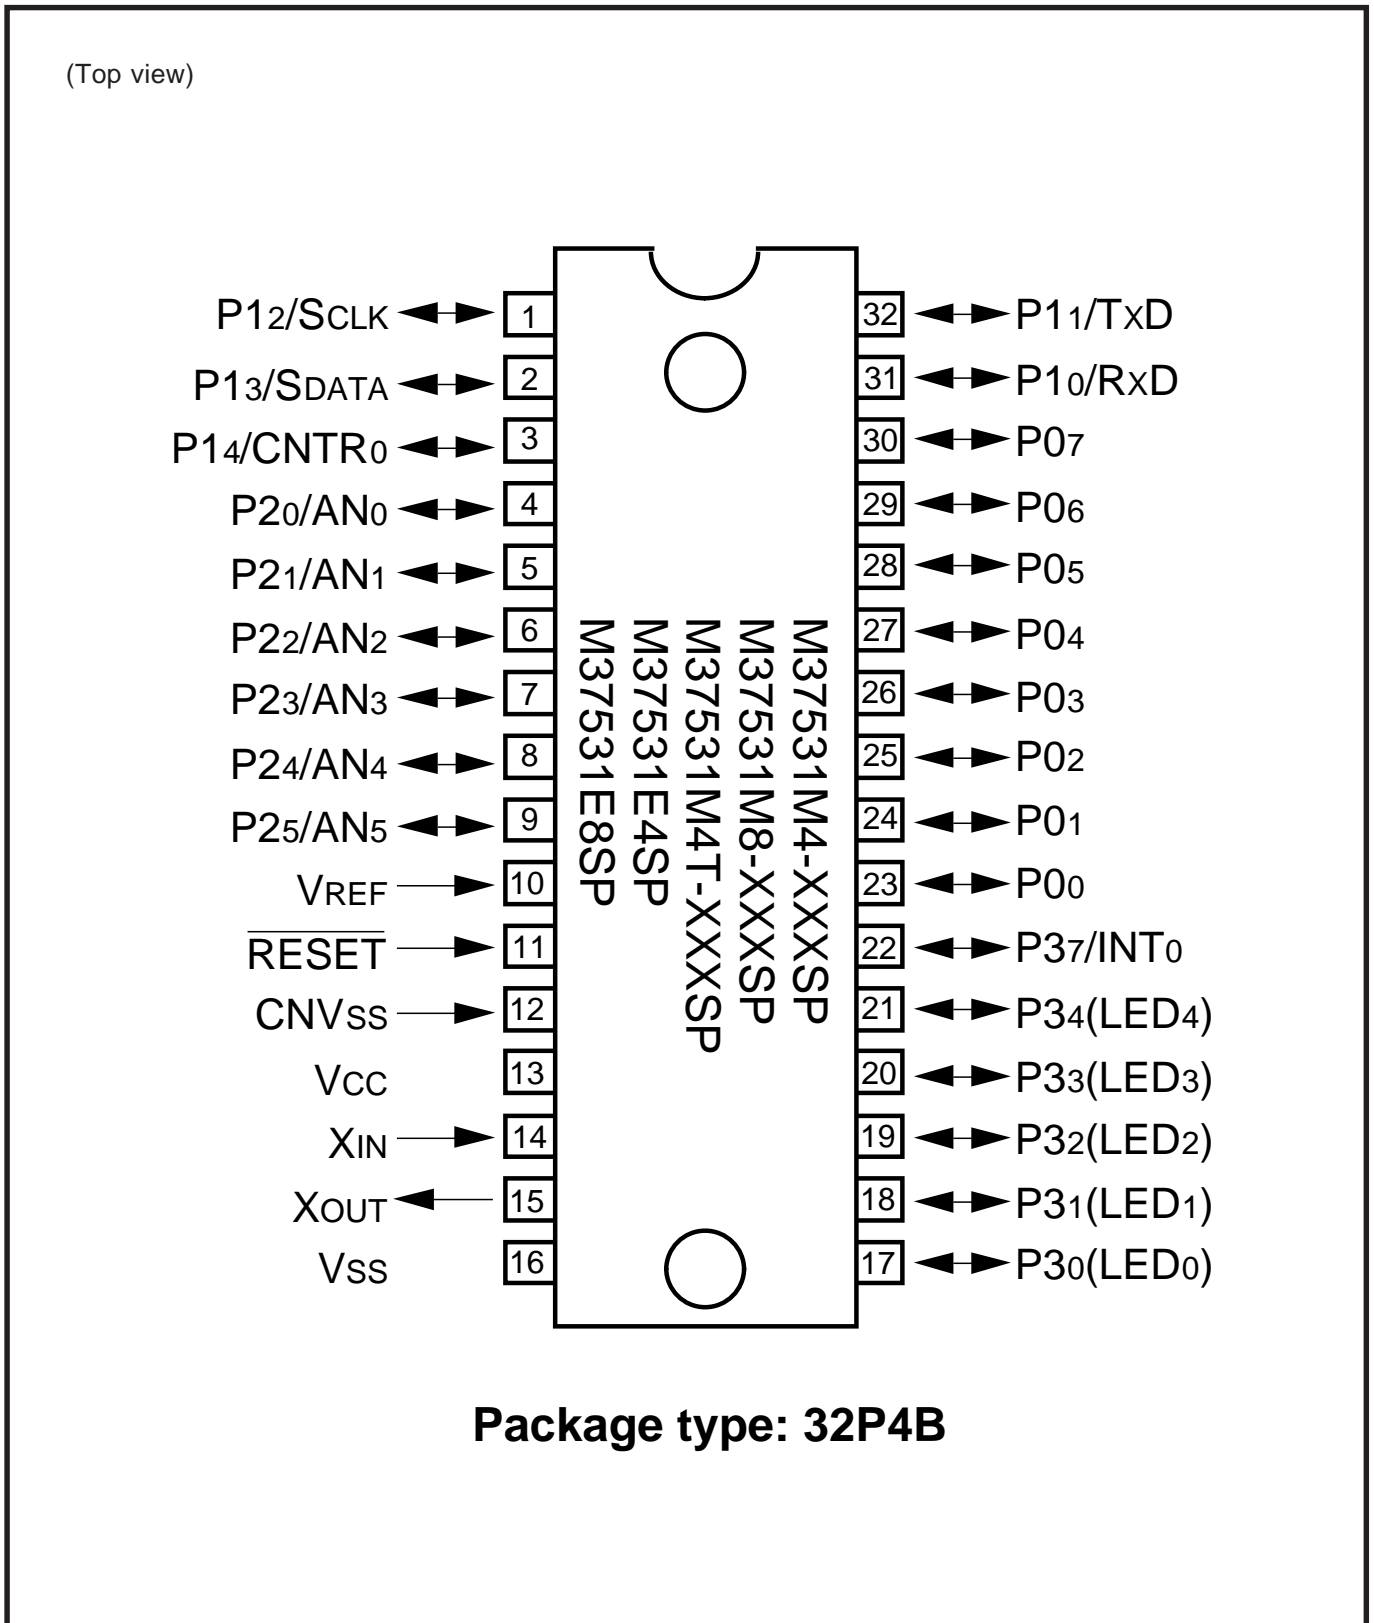 (Top view)
P12/SCLK 1 32 P11/TXD
P13/SDATA 2 31 P10/RXD
P14/CNTR0 3 30 P07
P20/AN0 4 29 P06
P21/AN1 5 28 P05
P22/AN2 6 27 P04
P23/AN3 7 26 P03
P24/AN4 8 25 P02
P25/AN5 9 24 P01
VREF 10 23 P00
RESET 11 22 P37/INT0
CNVSS 12 21 P34(LED4)
VCC 13 20 P33(LED3)
XIN 14 19 P32(LED2)
XOUT 15 18 P31(LED1)
VSS 16 17 P30(LED0)
M37531M4-XXXSP
M37531M8-XXXSP
M37531M4T-XXXSP
M37531E4SP
M37531E8SP
Package type: 32P4B